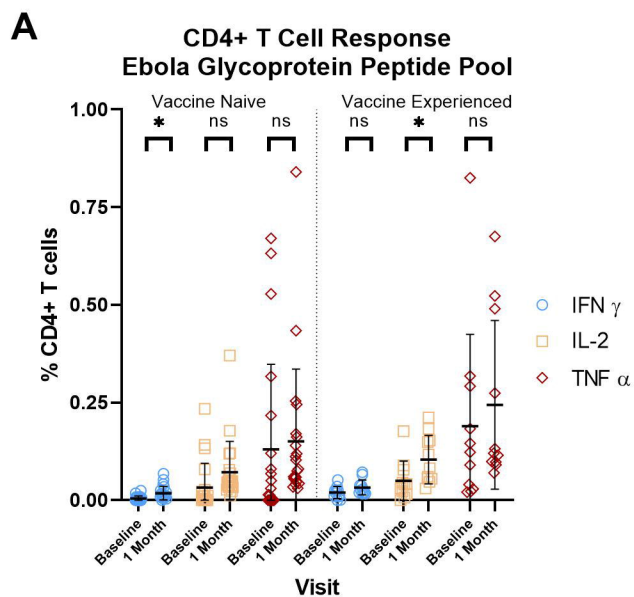 A
CD4+ T Cell Response
Ebola Glycoprotein Peptide Pool
Vaccine Naive Vaccine Experienced
* ns ns ns * ns
1.00
0.75
0.50
0.25
0.00
% CD4+ T cells
IFN γ
IL-2
TNF α
Baseline 1 Month Baseline 1 Month Baseline 1 Month Baseline 1 Month Baseline 1 Month Baseline 1 Month
Visit